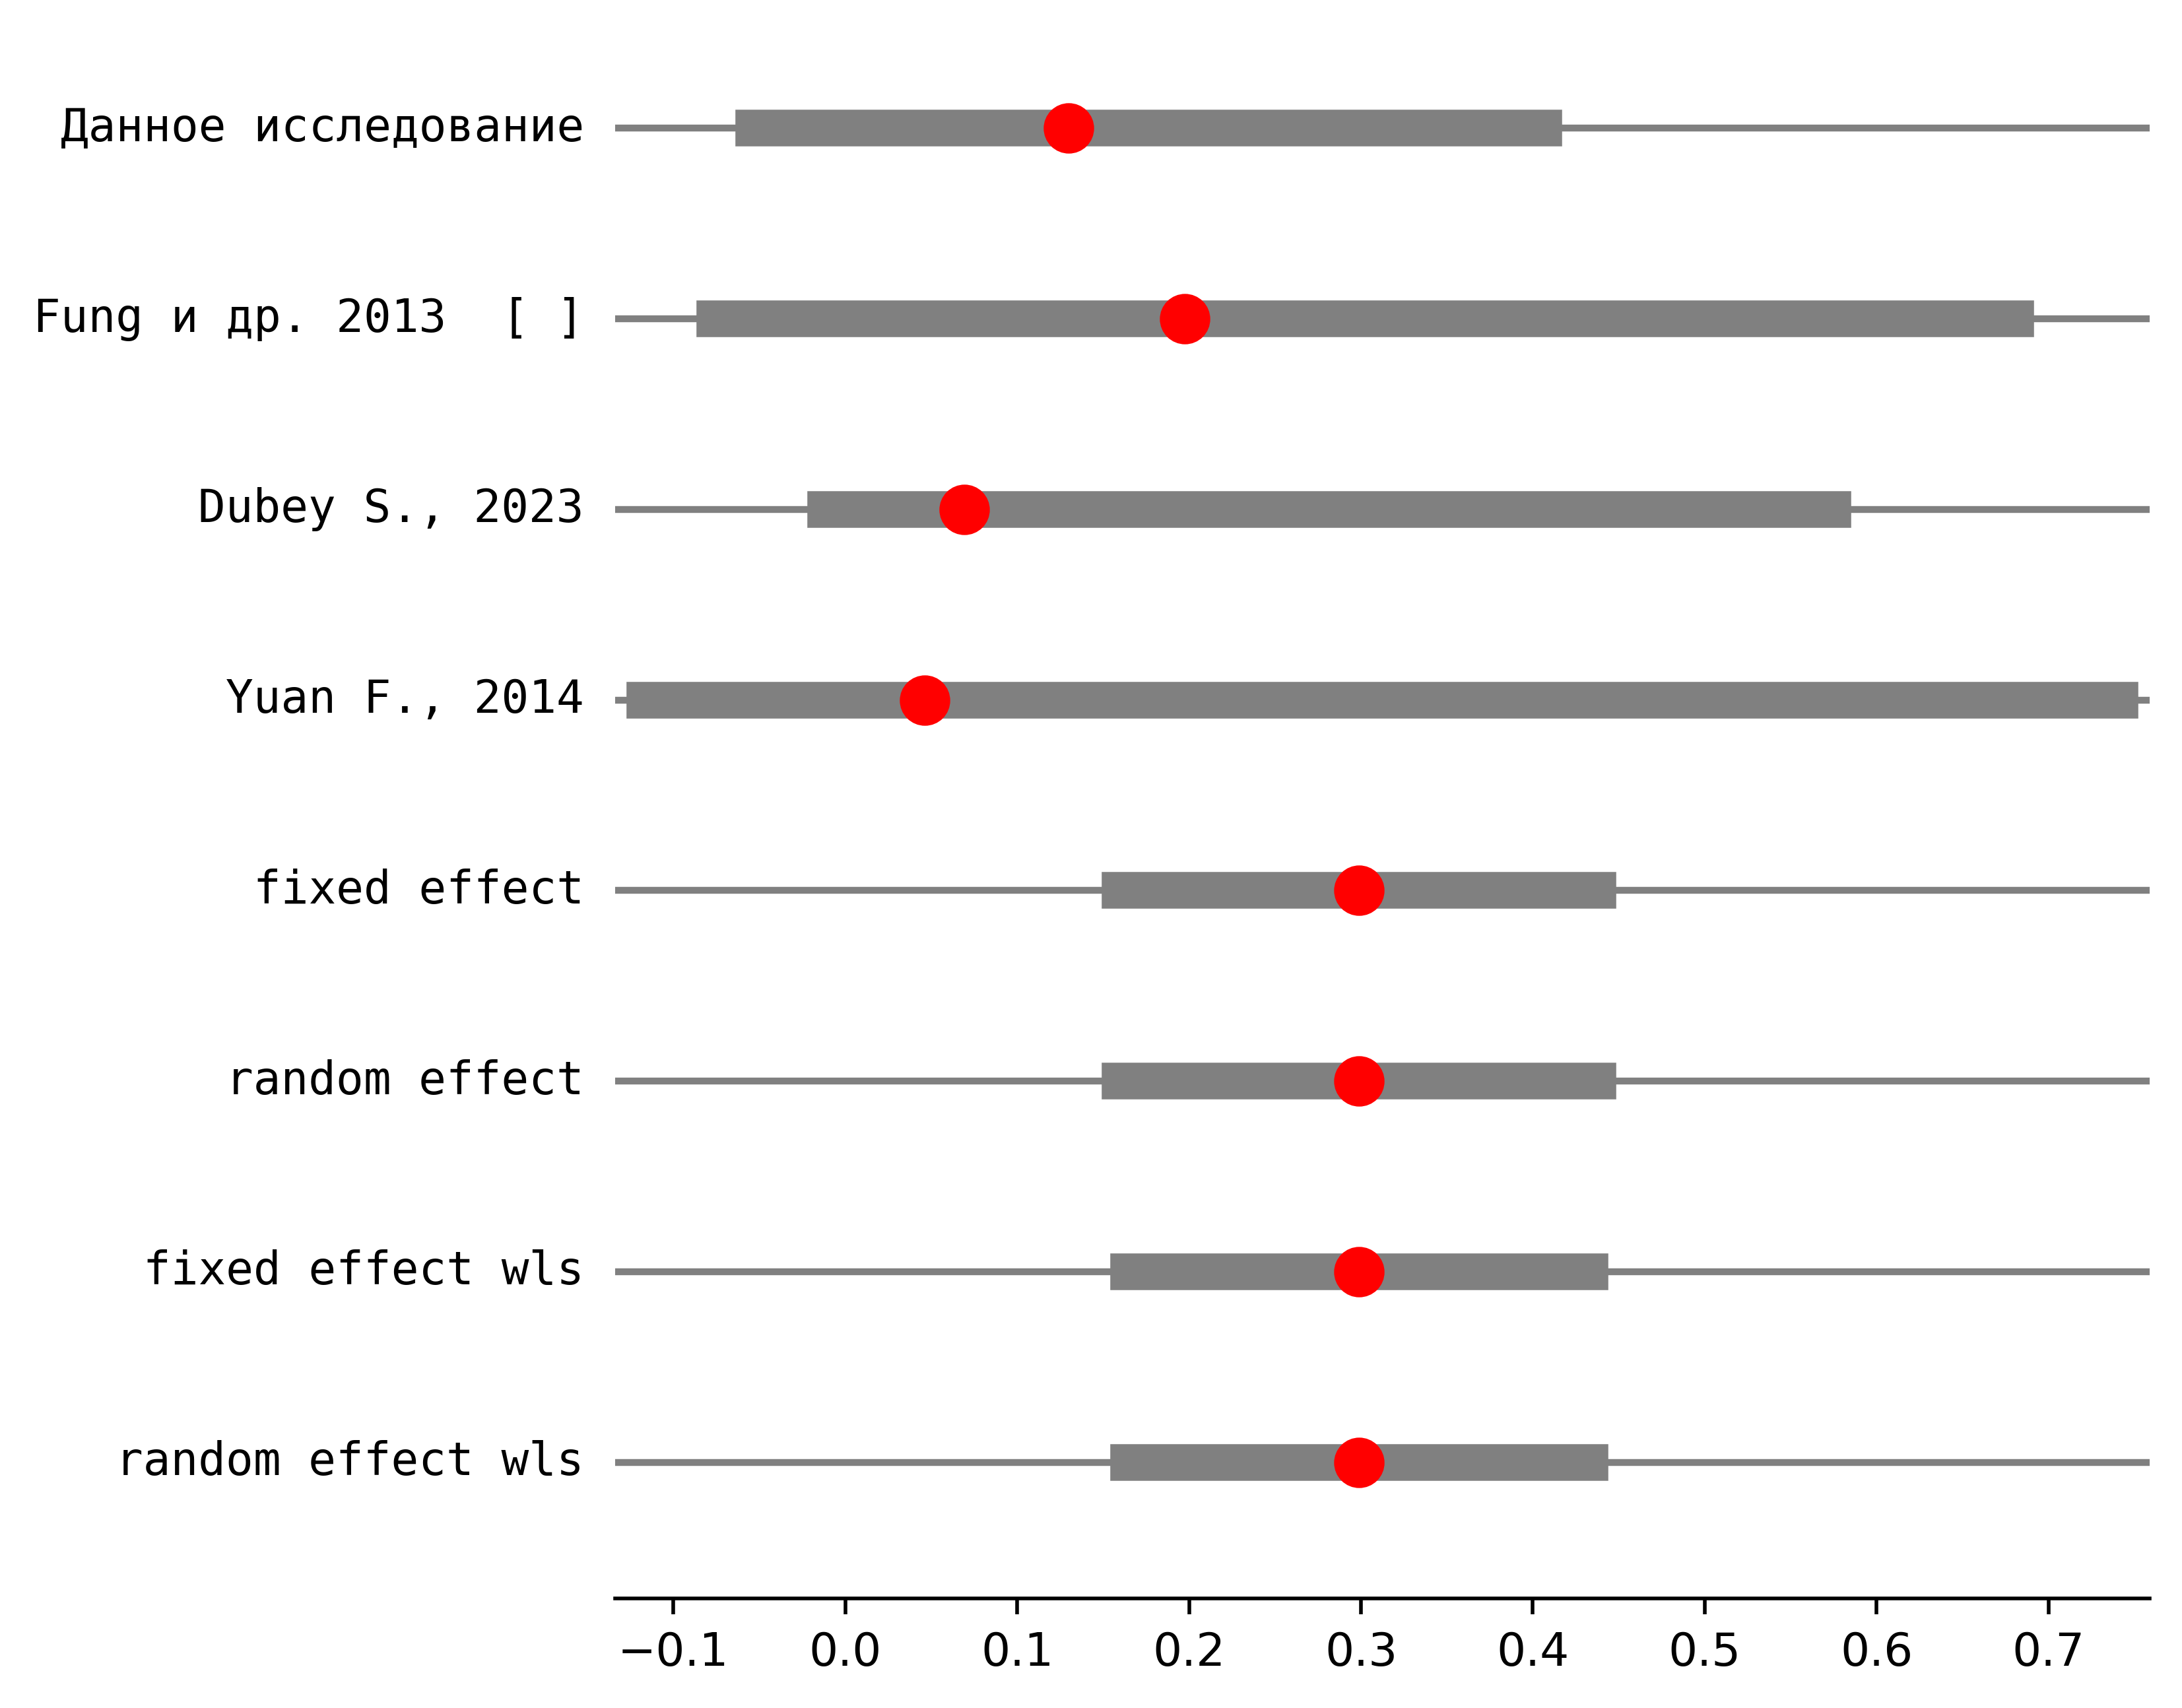 Данное исследование
Fung и др. 2013 [ ]
Dubey S., 2023
Yuan F., 2014
fixed effect
random effect
fixed effect wls
random effect wls
−0.1 0.0 0.1 0.2 0.3 0.4 0.5 0.6 0.7